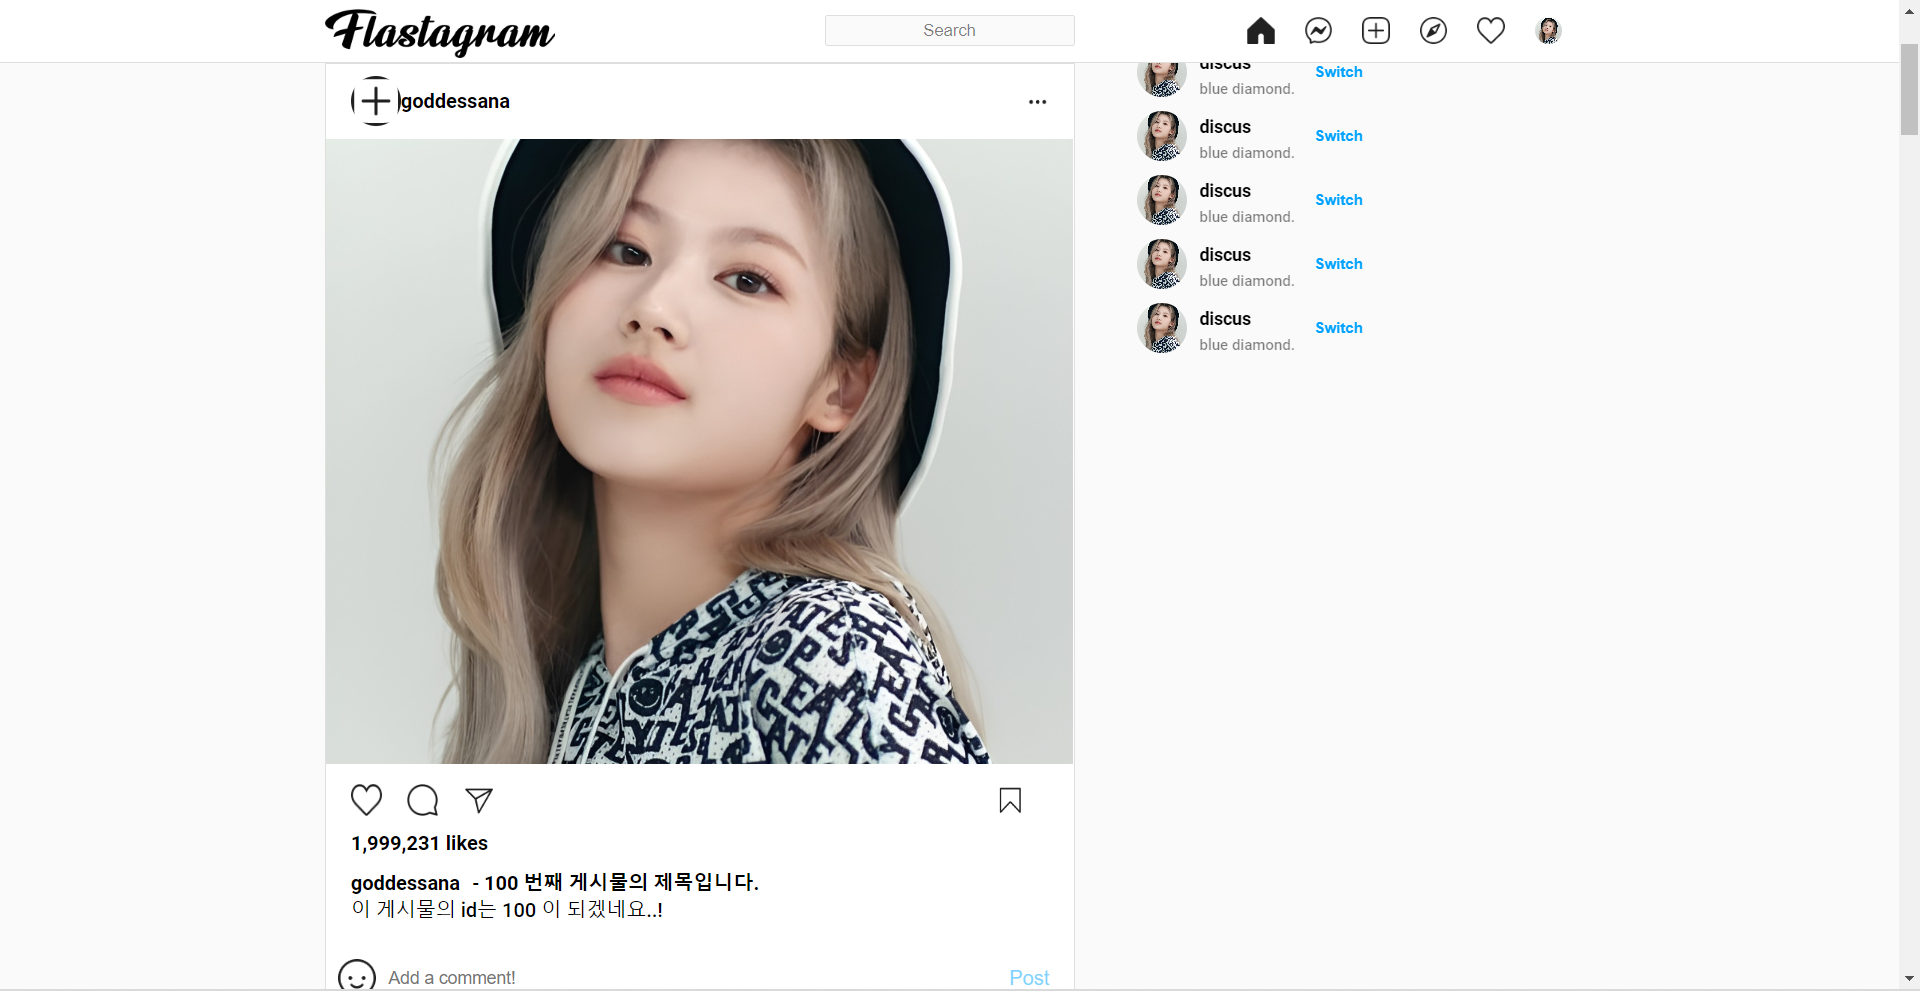 Flastagram
Search
goddessana
discus
Switch
blue diamond.
discus
Switch
blue diamond.
discus
Switch
blue diamond.
discus
Switch
blue diamond.
discus
Switch
blue diamond.
1,999,231 likes
goddessana - 100 번째 게시물의 제목입니다.
이 게시물의 id는 100 이 되겠네요..!
Add a comment!
Post